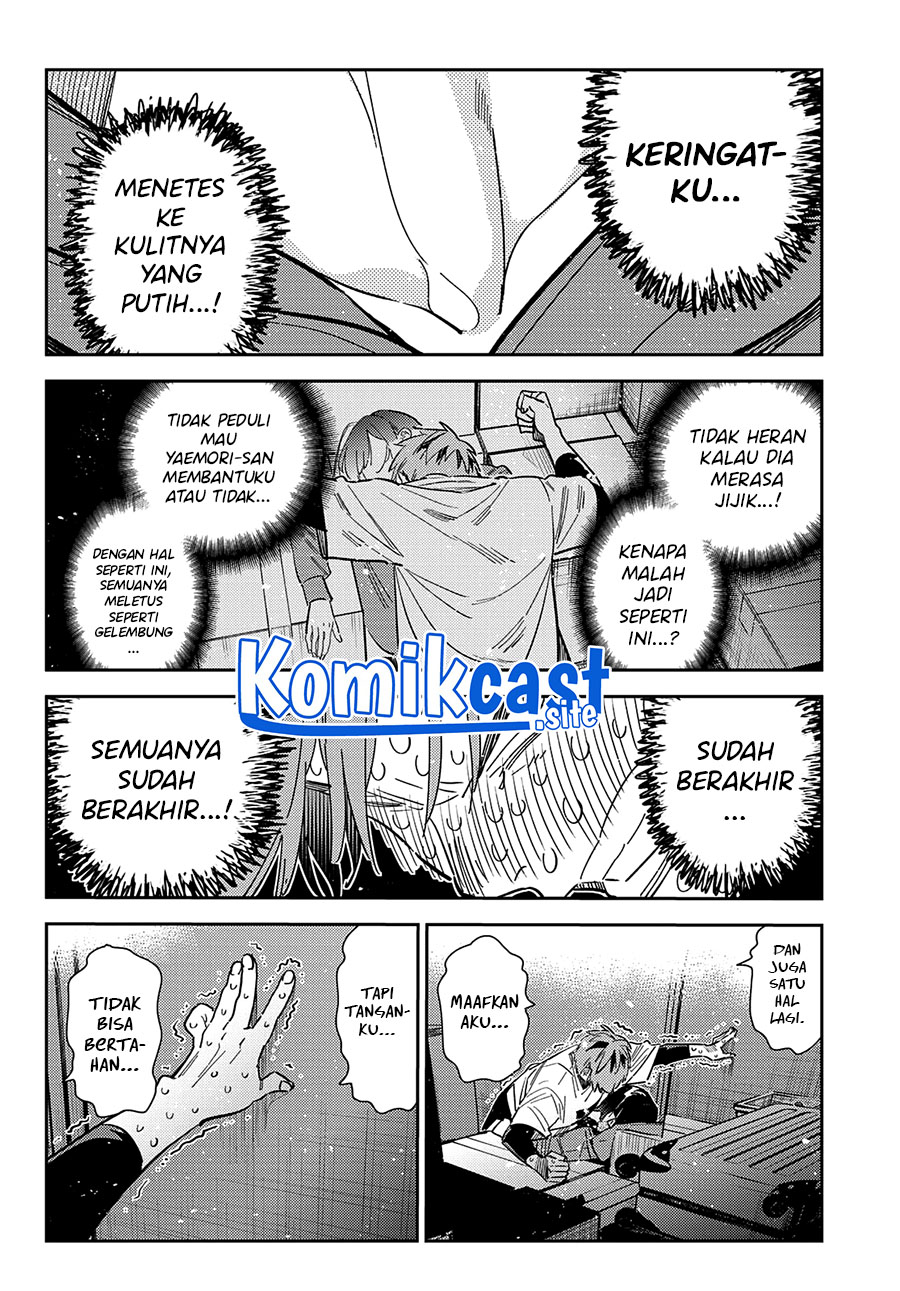 KERINGAT-
KU...
MENETES
KE
KULITNYA
YANG
PUTIH...!
TIDAK HERAN
KALAU DIA
MERASA
JIJIK...!
KENAPA
MALAH
JADI
SEPERTI
INI...?
TIDAK PEDULI
MAU
YAEMORI-SAN
MEMBANTUKU
ATAU TIDAK...
DENGAN HAL
SEPERTI INI,
SEMUANYA
MELETUS
SEPERTI
GELEMBUNG
...
Komikcast
.site
SUDAH
BERAKHIR
...
SEMUANYA
SUDAH
BERAKHIR...!
DAN
JUGA
SATU
HAL
LAGI.
MAAFKAN
AKU...
TAPI
TANSAN-
KU...
TIDAK
BISA
BERTA-
HAN...